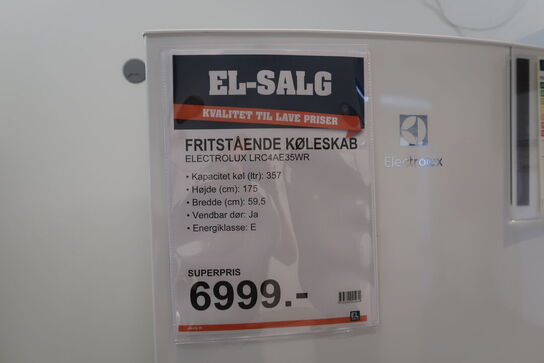 EL-SALG
KVALITET TIL LAVE PRISER
FRITSTÅENDE KØLESKAB
ELECTROLUX LRC4AE35WR
• Kapacitet køl (ltr): 357
• Højde (cm): 175
• Bredde (cm): 59,5
• Vendbar dør: Ja
• Energiklasse: E
SUPERPRIS
6999.-
EL
Electrolux